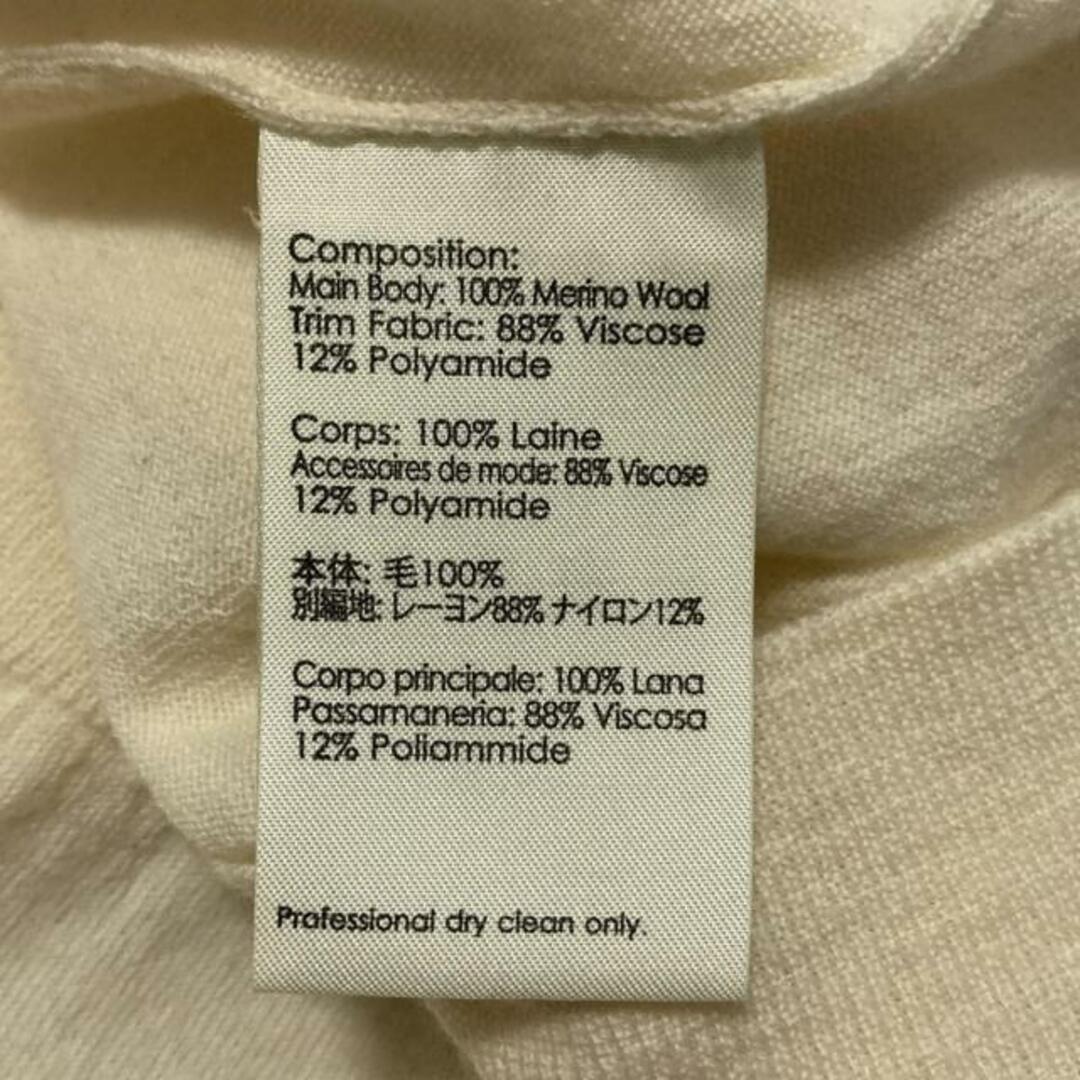 Composition:
Main Body: 100% Merino Wool
Trim Fabric: 88% Viscose
12% Polyamide
Corps: 100% Laine
Accessoires de mode: 88% Viscose
12% Polyamide
本体: 毛100%
別編地: レーヨン88% ナイロン12%
Corpo principale: 100% Lana
Passamaneria: 88% Viscosa
12% Poliammide
Professional dry clean only.